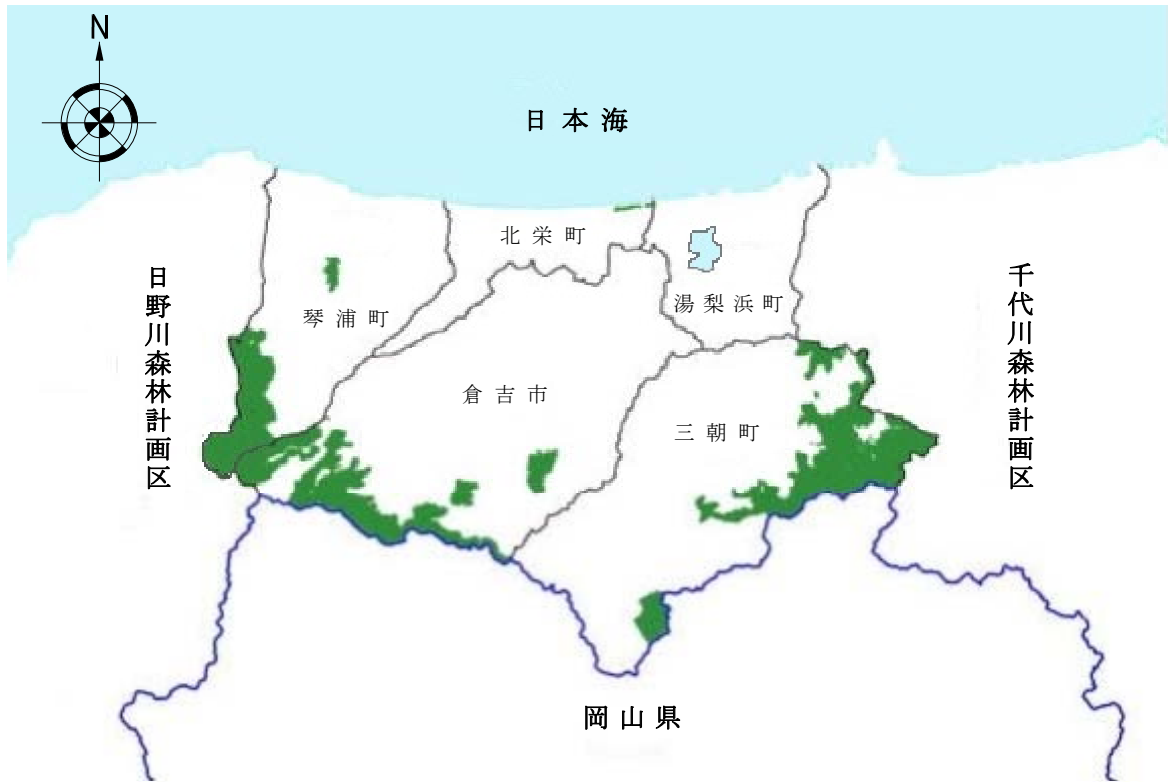 N
日本海
北栄町
湯梨浜町
琴浦町
日野川森林計画区
千代川森林計画区
倉吉市
三朝町
岡山県